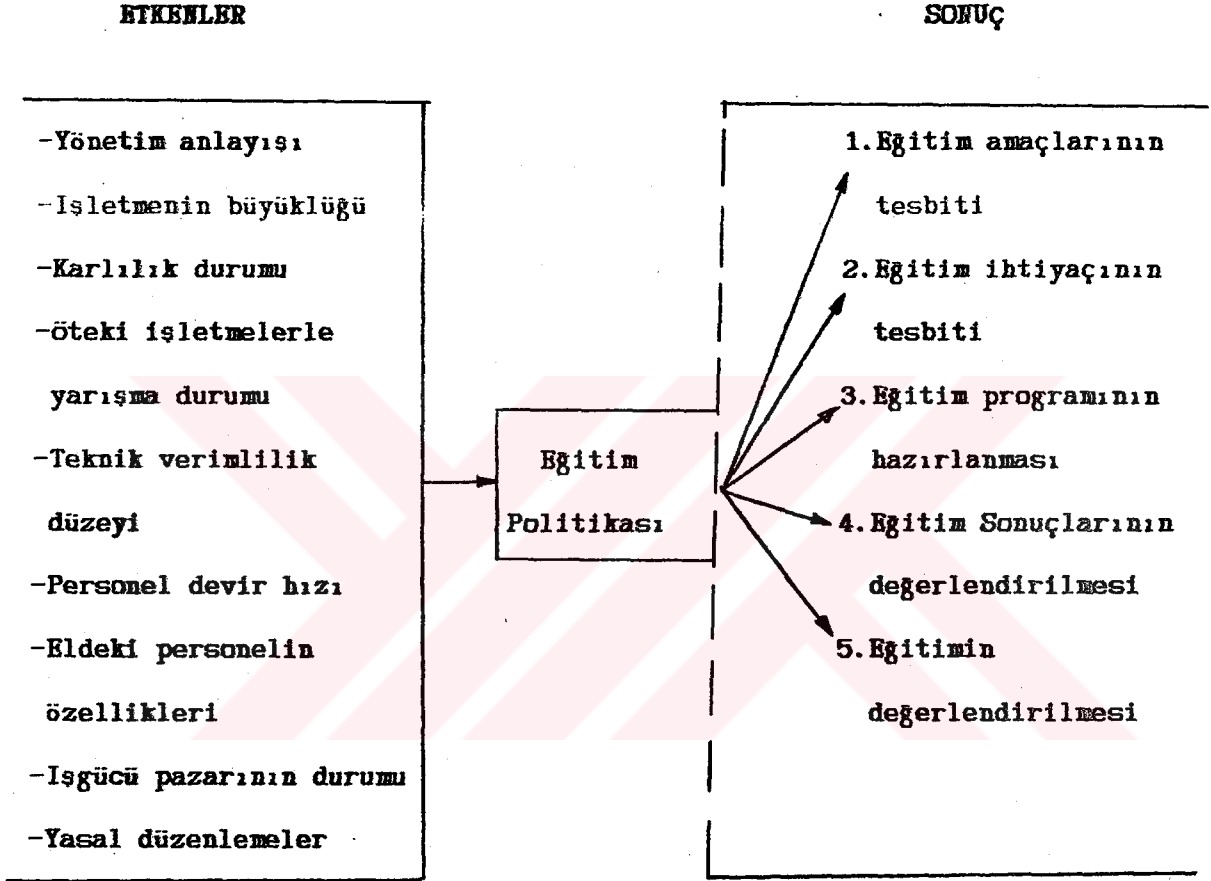 ETKENLER
SONUÇ
-Yönetim anlayışı
-Işletmenin büyüklüğü
-Karlılık durumu
-öteki işletmelerle
yarışma durumu
-Teknik verimlilik
düzeyi
-Personel devir hızı
-Eldeki personelin
özellikleri
-Işgücü pazarının durumu
-Yasal düzenlemeler
Eğitim
Politikası
1.Eğitim amaçlarının
tesbiti
2.Eğitim ihtiyaçının
tesbiti
3.Eğitim programının
hazırlanması
4.Eğitim Sonuçlarının
değerlendirilmesi
5.Eğitimin
değerlendirilmesi